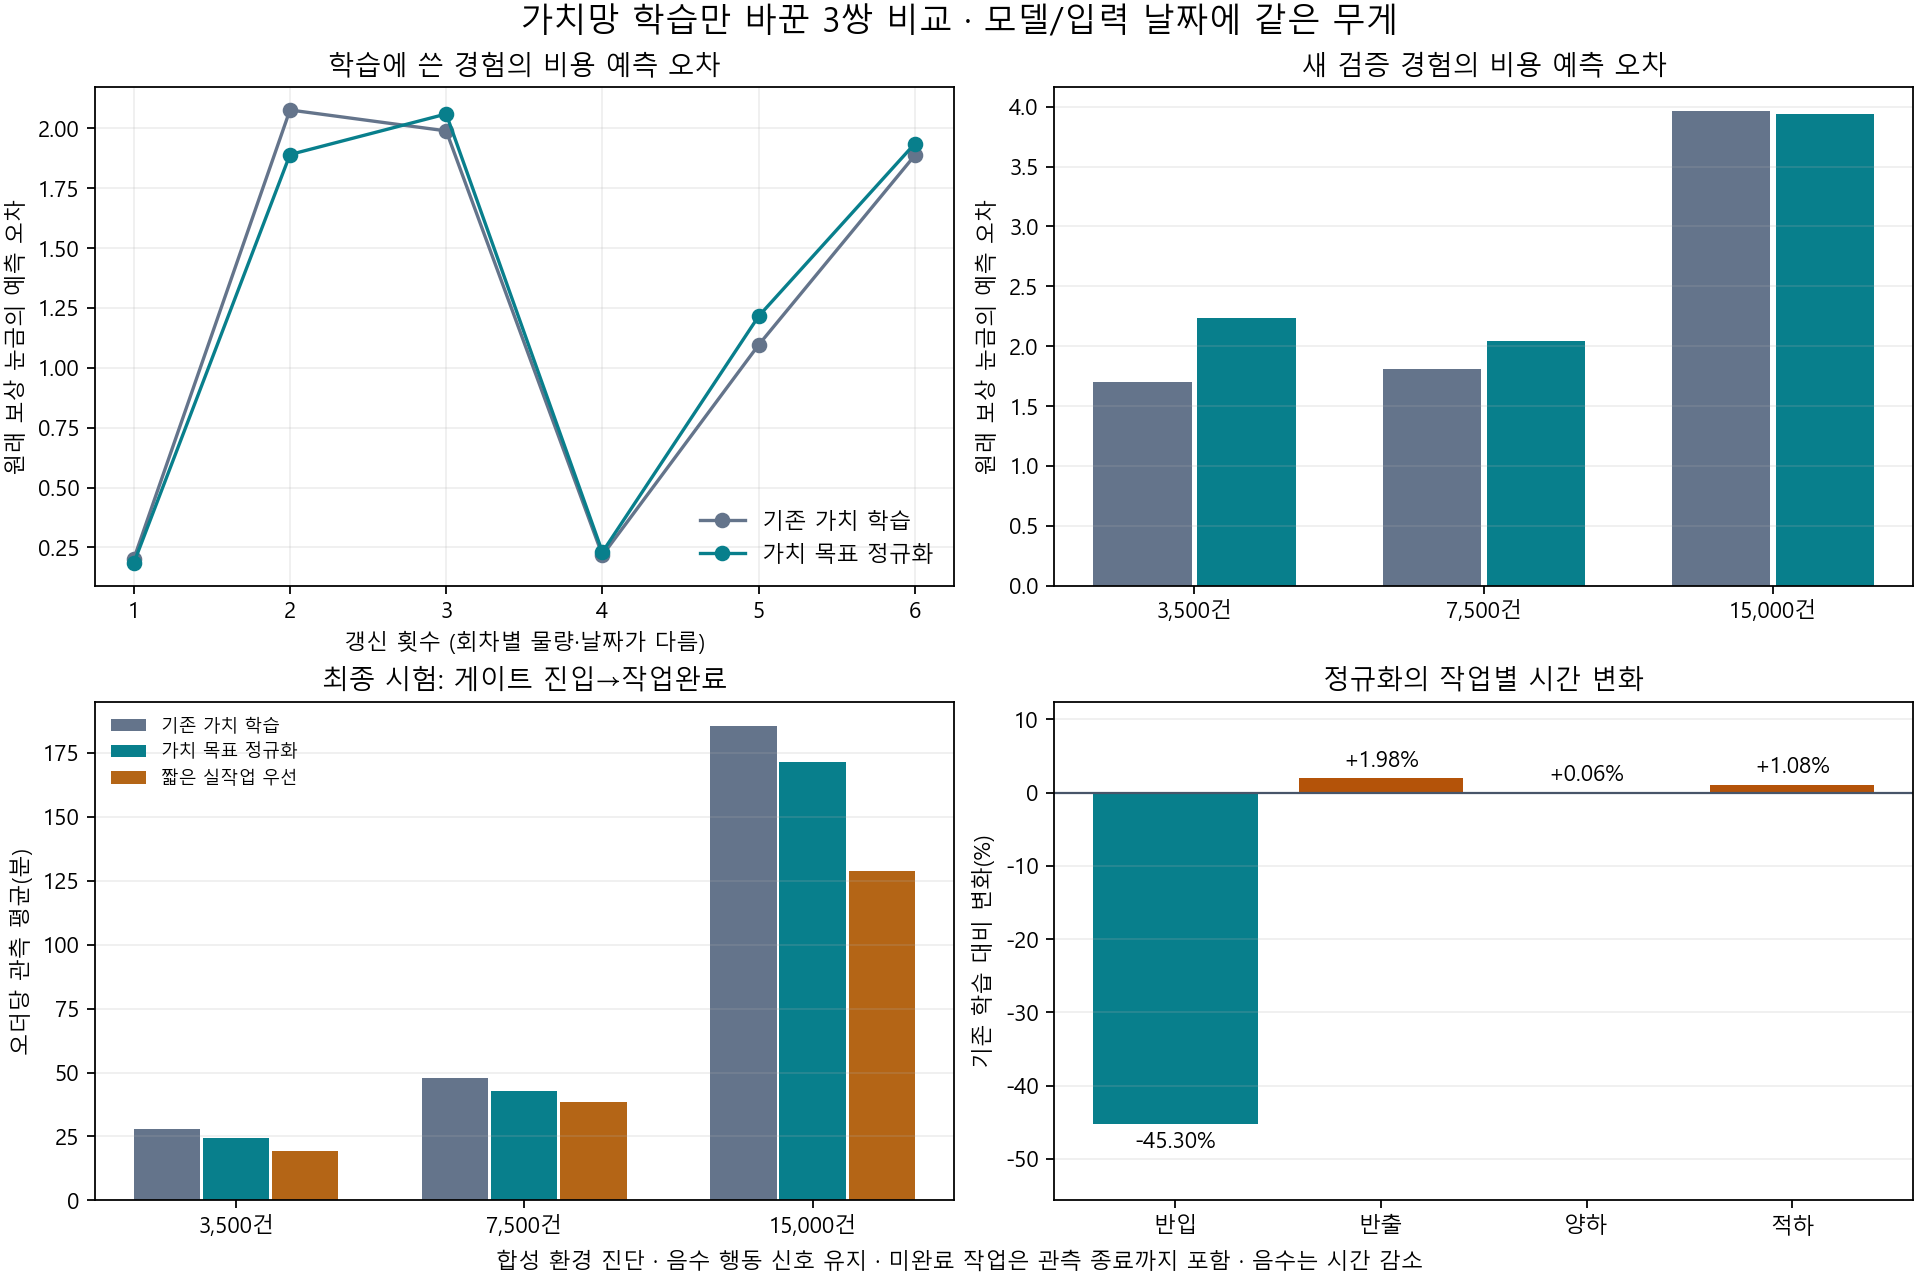 가치망 학습만 바꾼 3쌍 비교 · 모델/입력 날짜에 같은 무게
학습에 쓴 경험의 비용 예측 오차
원래 보상 눈금의 예측 오차
2.00
1.75
1.50
1.25
1.00
0.75
0.50
0.25
기존 가치 학습
가치 목표 정규화
1 2 3 4 5 6
갱신 횟수 (회차별 물량·날짜가 다름)
새 검증 경험의 비용 예측 오차
원래 보상 눈금의 예측 오차
4.0
3.5
3.0
2.5
2.0
1.5
1.0
0.5
0.0
3,500건 7,500건 15,000건
최종 시험: 게이트 진입→작업완료
오더당 관측 평균(분)
기존 가치 학습
가치 목표 정규화
짧은 실작업 우선
175
150
125
100
75
50
25
0
3,500건 7,500건 15,000건
정규화의 작업별 시간 변화
기존 학습 대비 변화(%)
10
0
-10
-20
-30
-40
-50
-45.30%
+1.98%
+0.06%
+1.08%
반입 반출 양하 적하
합성 환경 진단 · 음수 행동 신호 유지 · 미완료 작업은 관측 종료까지 포함 · 음수는 시간 감소